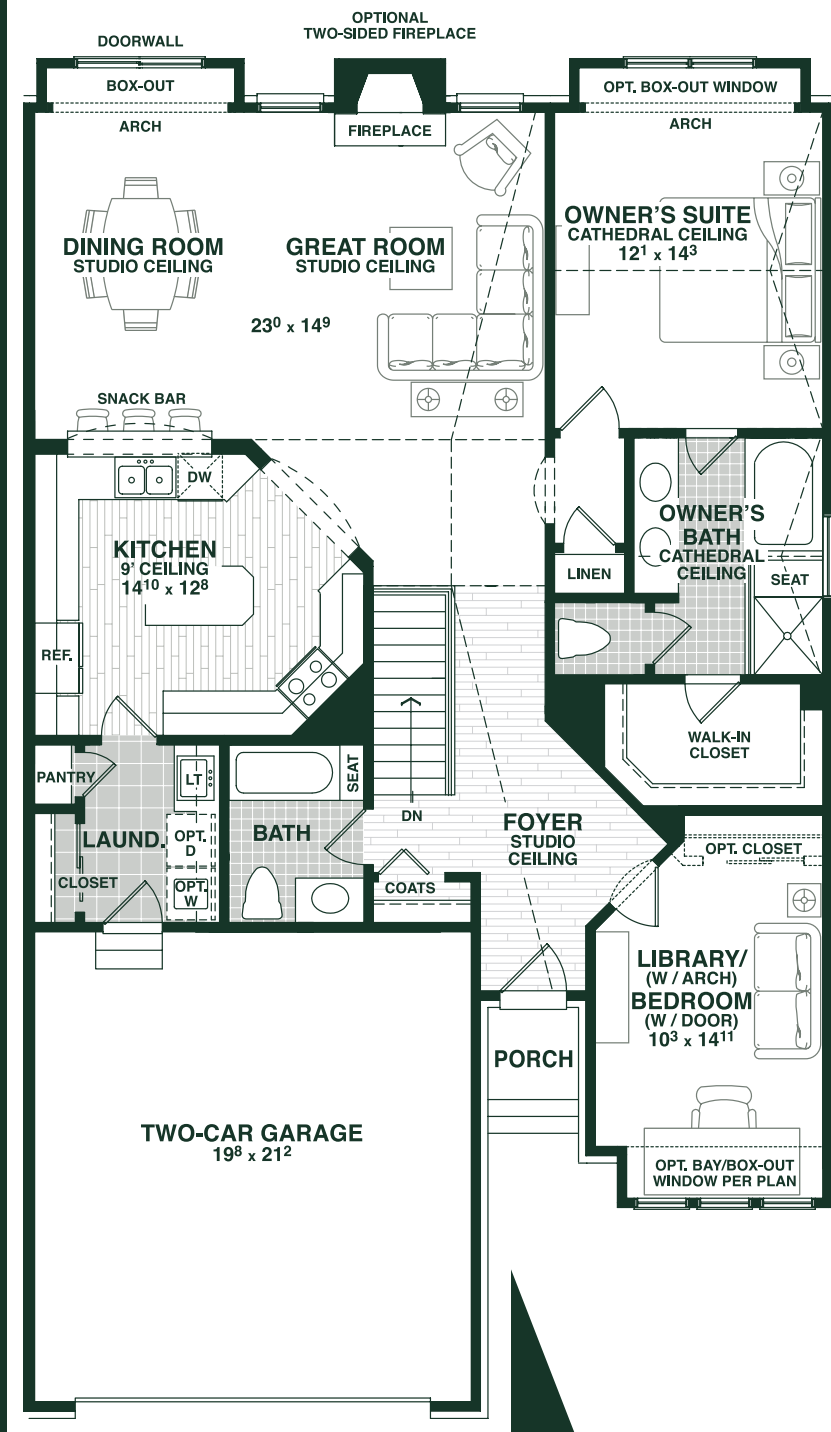 OPTIONAL
TWO-SIDED FIREPLACE
DOORWALL
BOX-OUT
ARCH
FIREPLACE
OPT. BOX-OUT WINDOW
ARCH
DINING ROOM
STUDIO CEILING
GREAT ROOM
STUDIO CEILING
23⁰ x 14⁹
OWNER'S SUITE
CATHEDRAL CEILING
12¹ x 14³
SNACK BAR
DW
KITCHEN
9' CEILING
14¹⁰ x 12⁸
REF.
OWNER'S
BATH
CATHEDRAL
CEILING
LINEN
SEAT
WALK-IN
CLOSET
PANTRY
LT
LAUND.
OPT.
D
OPT.
W
CLOSET
SEAT
BATH
DN
COATS
FOYER
STUDIO
CEILING
OPT. CLOSET
LIBRARY/
(W / ARCH)
BEDROOM
(W / DOOR)
10³ x 14¹¹
PORCH
TWO-CAR GARAGE
19⁸ x 21²
OPT. BAY/BOX-OUT
WINDOW PER PLAN